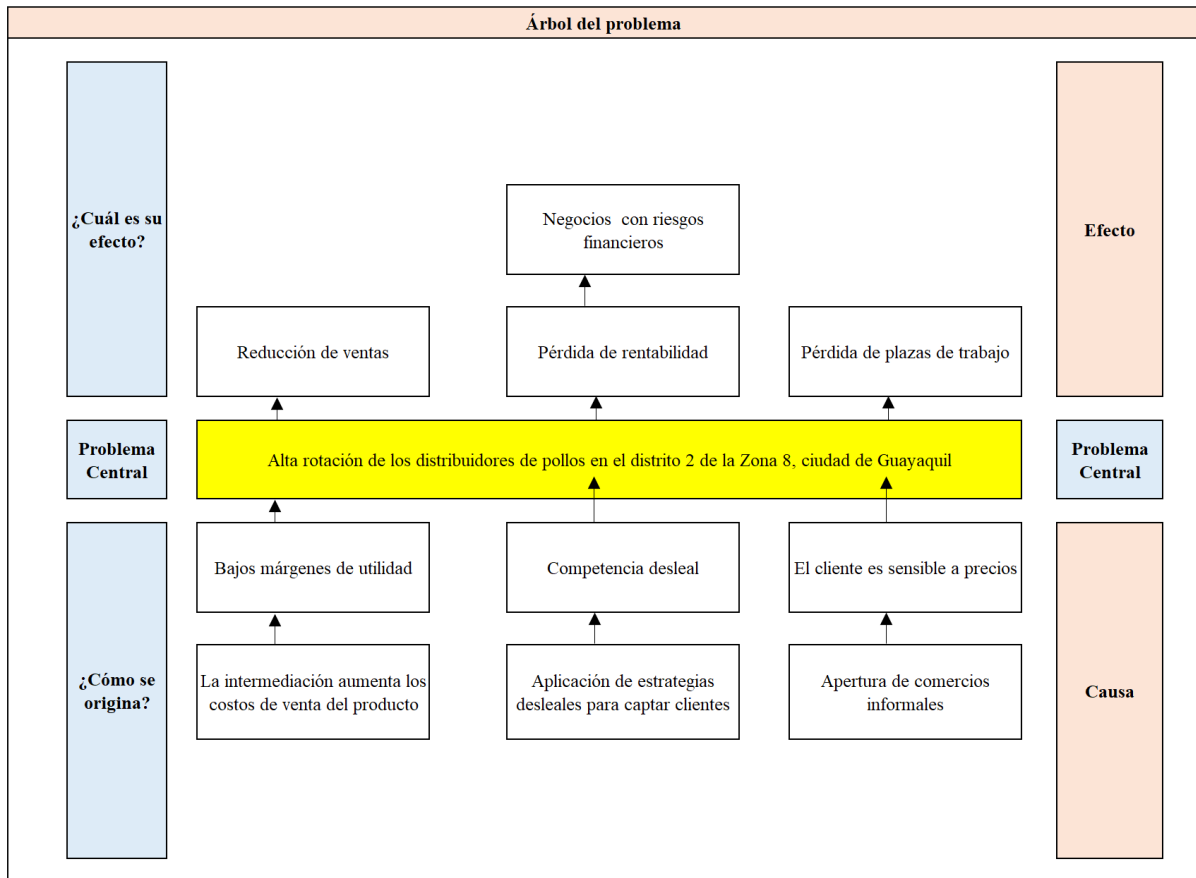 Árbol del problema
¿Cuál es su
efecto?
Negocios con riesgos
financieros
Efecto
Reducción de ventas
Pérdida de rentabilidad
Pérdida de plazas de trabajo
Problema
Central
Alta rotación de los distribuidores de pollos en el distrito 2 de la Zona 8, ciudad de Guayaquil
Problema
Central
Bajos márgenes de utilidad
Competencia desleal
El cliente es sensible a precios
¿Cómo se
origina?
La intermediación aumenta los
costos de venta del producto
Aplicación de estrategias
desleales para captar clientes
Apertura de comercios
informales
Causa